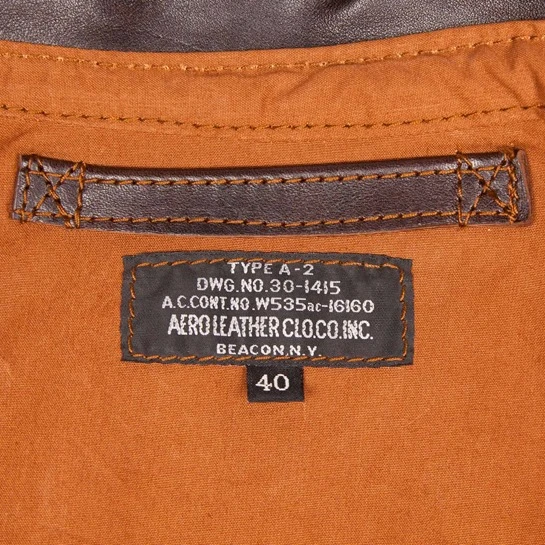 TYPE A-2
DWG.NO.30-1415
A.C.CONT.NO.W535ac-16160
AERO LEATHER CLO.CO.INC.
BEACON.N.Y.
40